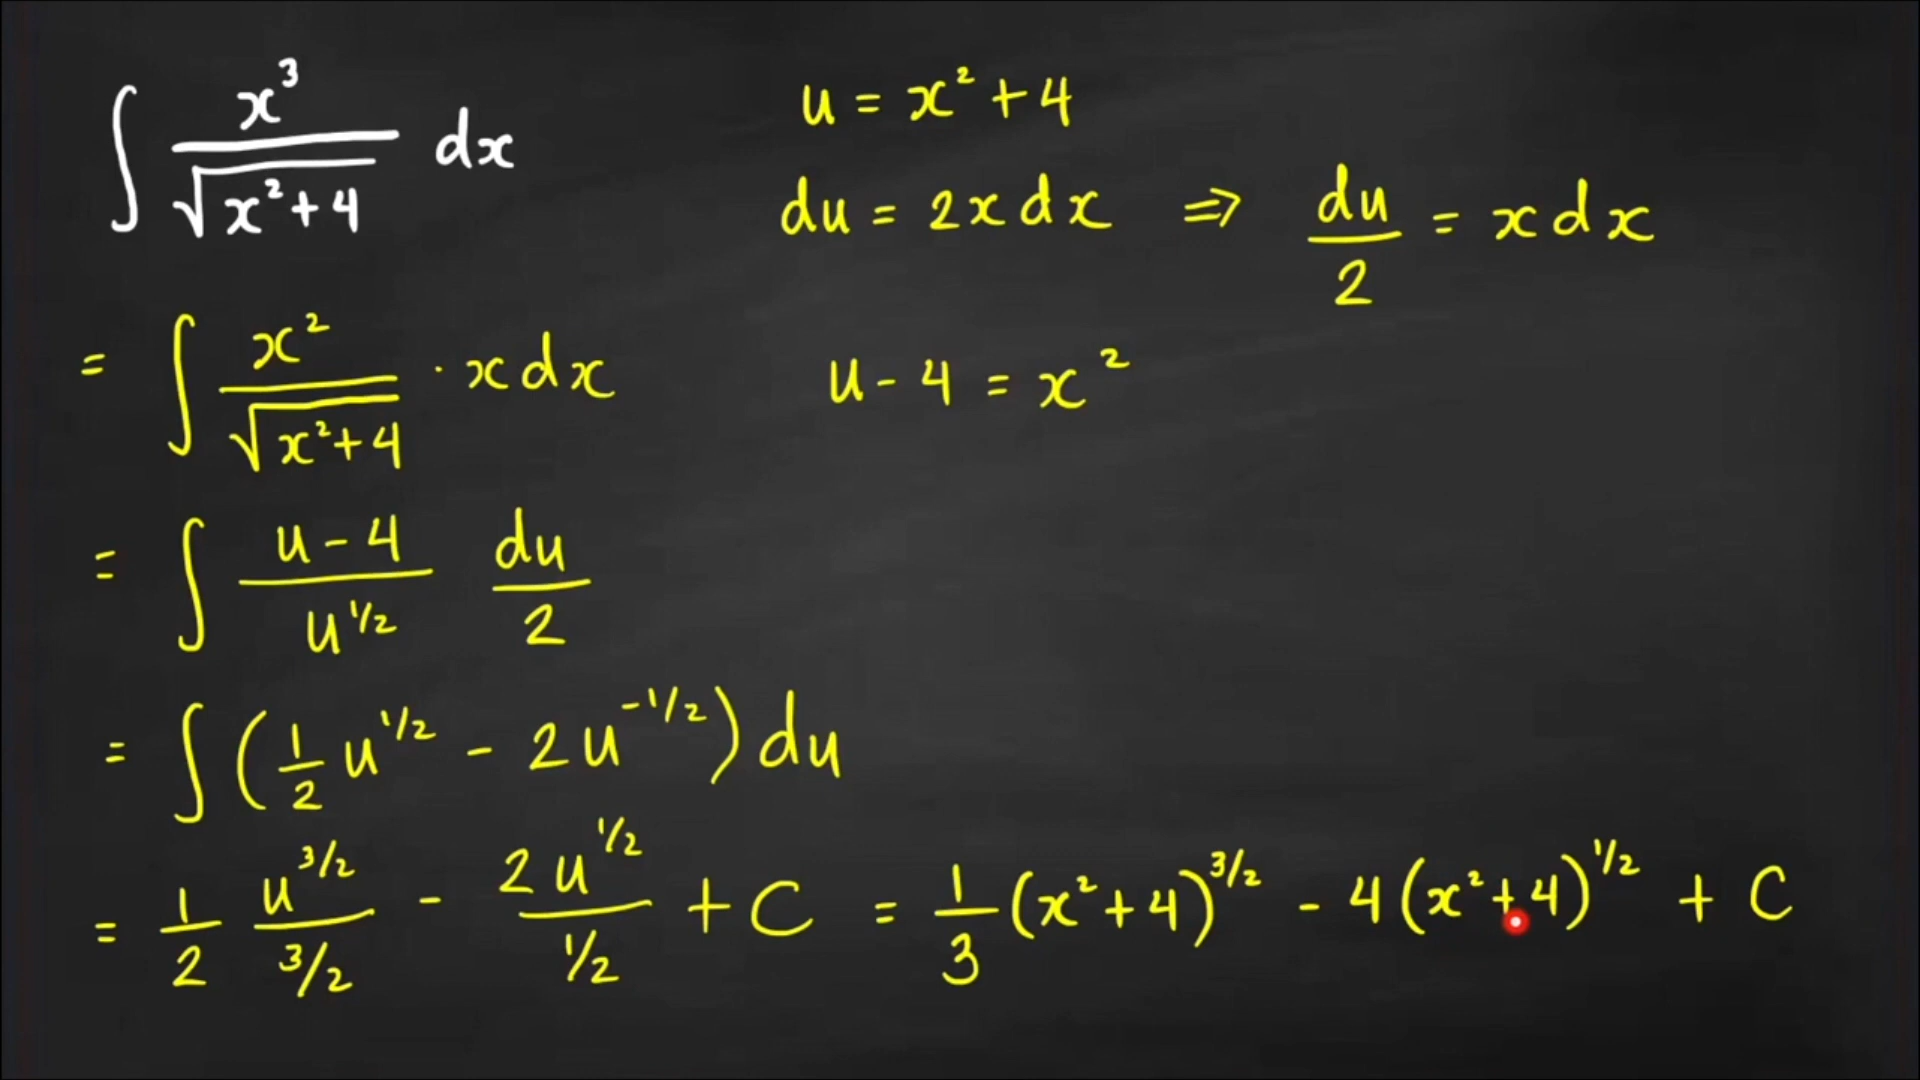 ∫ x³/√(x²+4) dx
u = x² + 4
du = 2x dx ⇒ du/2 = x dx
= ∫ x²/√(x²+4) · x dx
u - 4 = x²
= ∫ (u-4)/u^(1/2) du/2
= ∫ (1/2 u^(1/2) - 2u^(-1/2)) du
= 1/2 u^(3/2)/(3/2) - 2u^(1/2)/(1/2) + C = 1/3 (x²+4)^(3/2) - 4(x²+4)^(1/2) + C